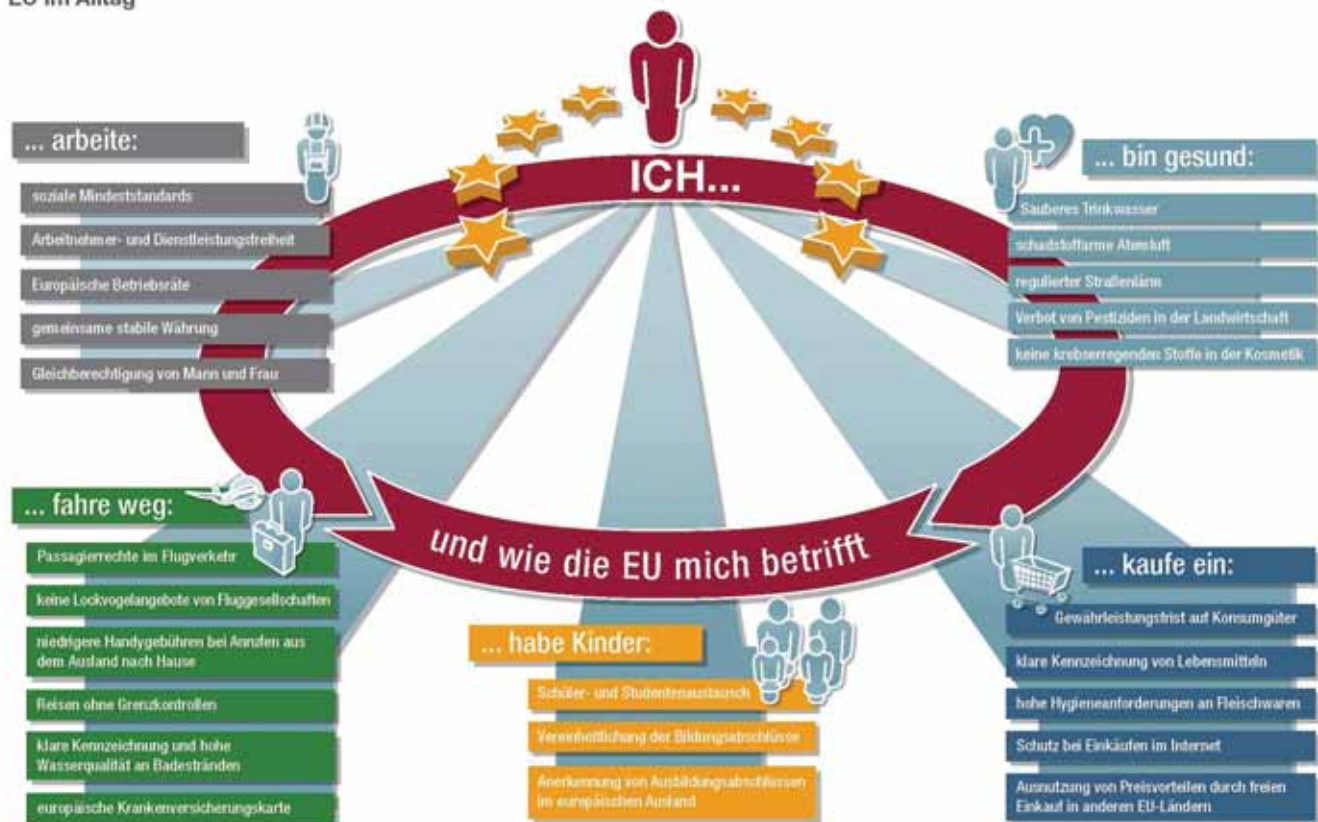 EU im Alltag
ICH...
... arbeite:
soziale Mindeststandards
Arbeitnehmer- und Dienstleistungsfreiheit
Europäische Betriebsräte
gemeinsame stabile Währung
Gleichberechtigung von Mann und Frau
... bin gesund:
Sauberes Trinkwasser
schadstoffarme Atemluft
regulierter Straßenlärm
Verbot von Pestiziden in der Landwirtschaft
keine krebserregenden Stoffe in der Kosmetik
und wie die EU mich betrifft
... fahre weg:
Passagierrechte im Flugverkehr
keine Lockvogelangebote von Fluggesellschaften
niedrigere Handygebühren bei Anrufen aus
dem Ausland nach Hause
Reisen ohne Grenzkontrollen
klare Kennzeichnung und hohe
Wasserqualität an Badestränden
europäische Krankenversicherungskarte
... habe Kinder:
Schüler- und Studentenaustausch
Vereinheitlichung der Bildungsabschlüsse
Anerkennung von Ausbildungsabschlüssen
im europäischen Ausland
... kaufe ein:
Gewährleistungsfrist auf Konsumgüter
klare Kennzeichnung von Lebensmitteln
hohe Hygieneanforderungen an Fleischwaren
Schutz bei Einkäufen im Internet
Ausnutzung von Preisvorteilen durch freien
Einkauf in anderen EU-Ländern